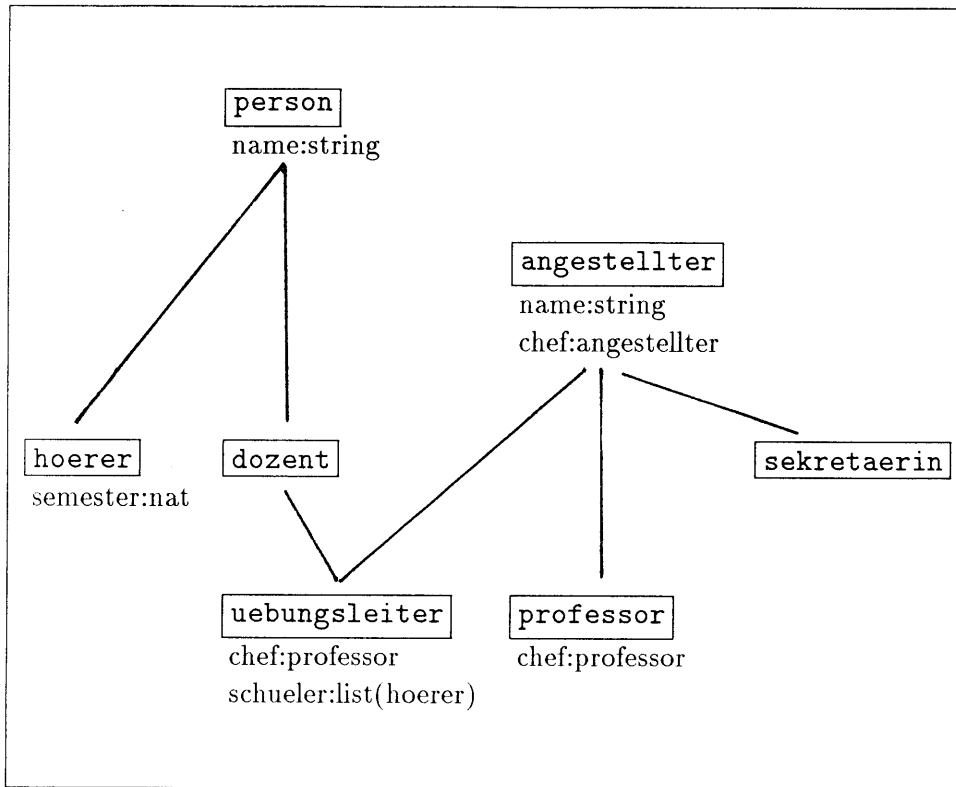 person
name:string
angestellter
name:string
chef:angestellter
hoerer
semester:nat
dozent
sekretaerin
uebungsleiter
chef:professor
schueler:list(hoerer)
professor
chef:professor